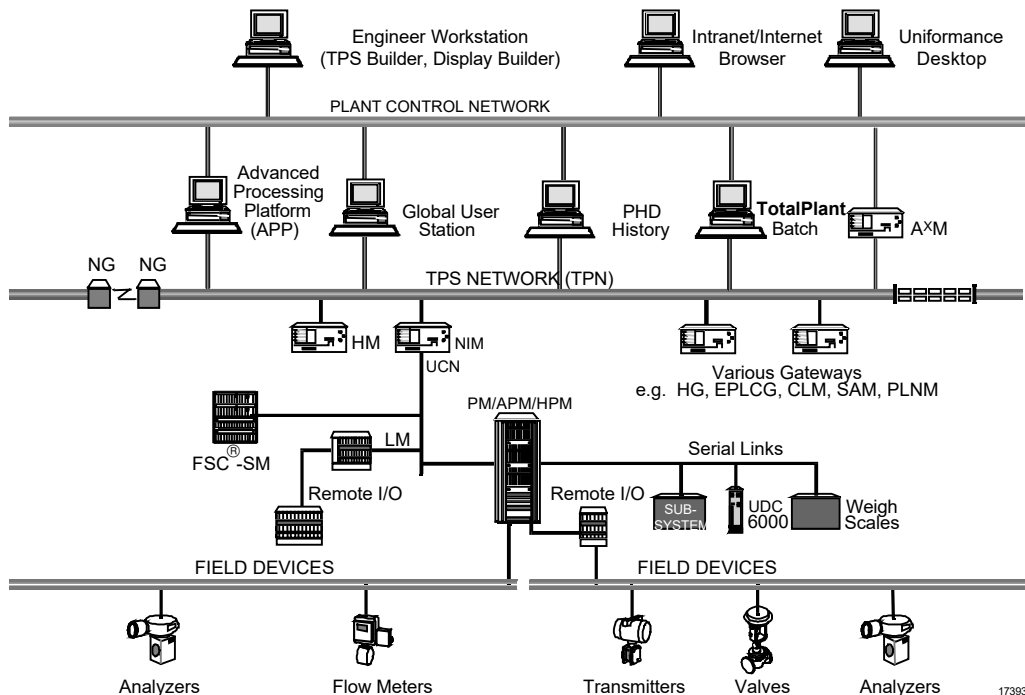 Engineer Workstation
(TPS Builder, Display Builder)
Intranet/Internet
Browser
Uniformance
Desktop
PLANT CONTROL NETWORK
Advanced
Processing
Platform
(APP)
Global User
Station
PHD
History
TotalPlant
Batch
AXM
NG
NG
TPS NETWORK (TPN)
HM
NIM
UCN
Various Gateways
e.g. HG, EPLCG, CLM, SAM, PLNM
PM/APM/HPM
FSC®-SM
LM
Remote I/O
Remote I/O
Serial Links
SUB-
SYSTEM
UDC
6000
Weigh
Scales
FIELD DEVICES
FIELD DEVICES
Analyzers
Flow Meters
Transmitters
Valves
Analyzers
17393